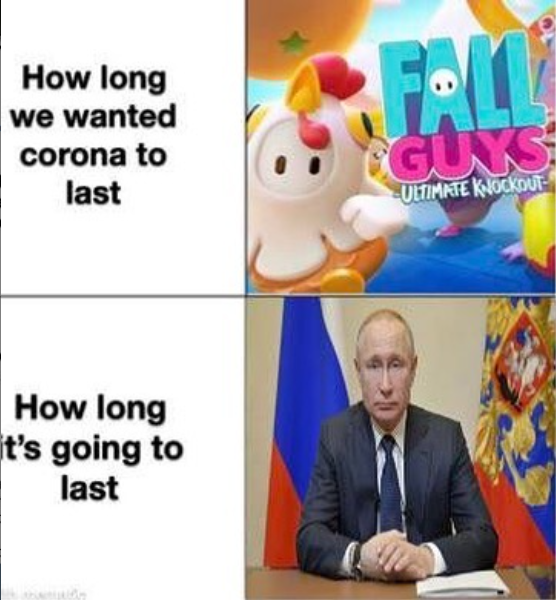 How long
we wanted
corona to
last
FALL
GUYS
ULTIMATE KNOCKOUT
How long
it's going to
last